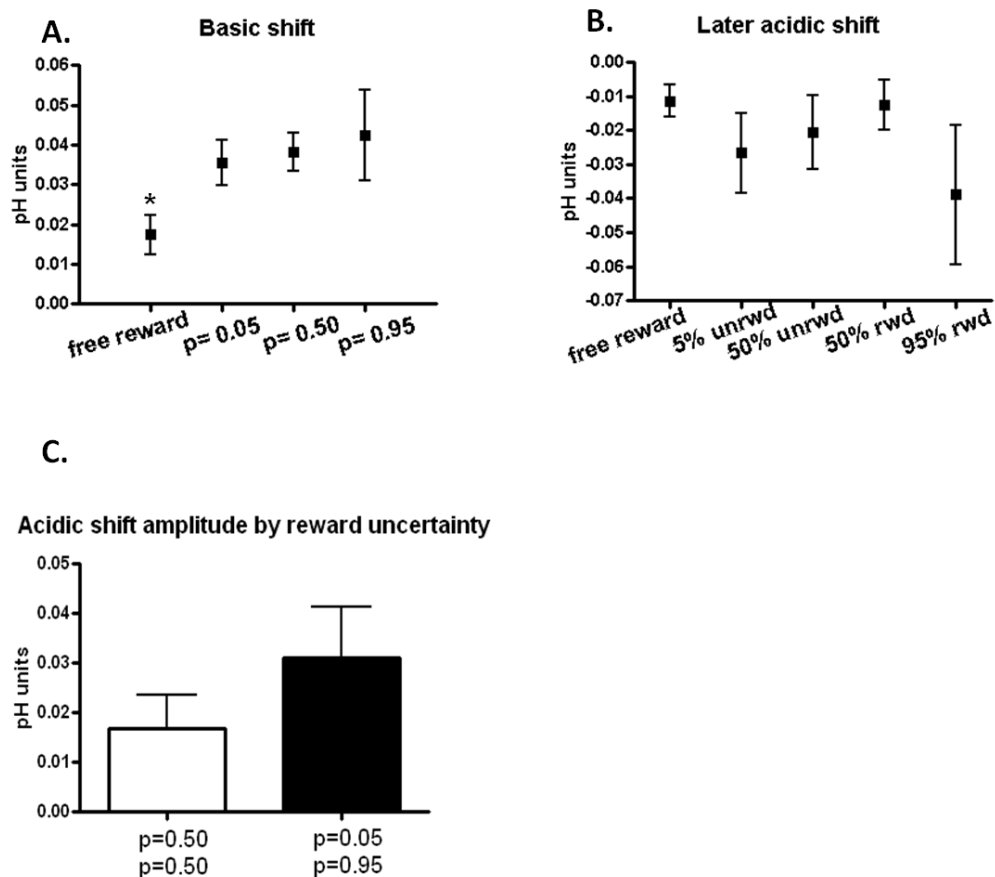 A.
Basic shift
0.06
0.05
0.04
0.03
0.02
0.01
0.00
pH units
*
free reward
p= 0.05
p= 0.50
p= 0.95
B.
Later acidic shift
0.00
-0.01
-0.02
-0.03
-0.04
-0.05
-0.06
-0.07
pH units
free reward
5% unrwd
50% unrwd
50% rwd
95% rwd
C.
Acidic shift amplitude by reward uncertainty
0.05
0.04
0.03
0.02
0.01
0.00
pH units
p=0.50
p=0.50
p=0.05
p=0.95